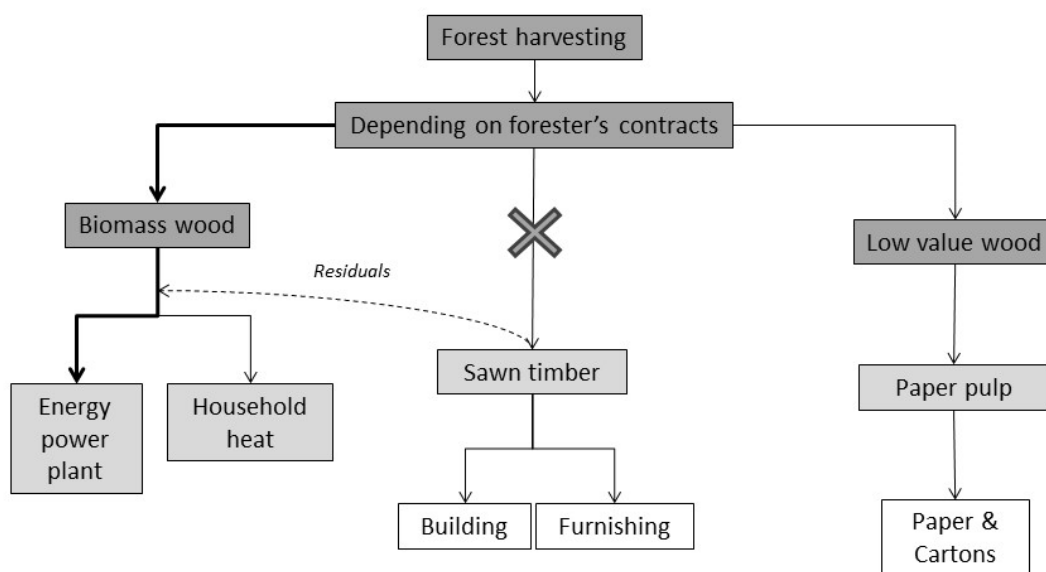 Forest harvesting
Depending on forester's contracts
Biomass wood
Low value wood
Residuals
Sawn timber
Paper pulp
Energy
power
plant
Household
heat
Building
Furnishing
Paper &
Cartons